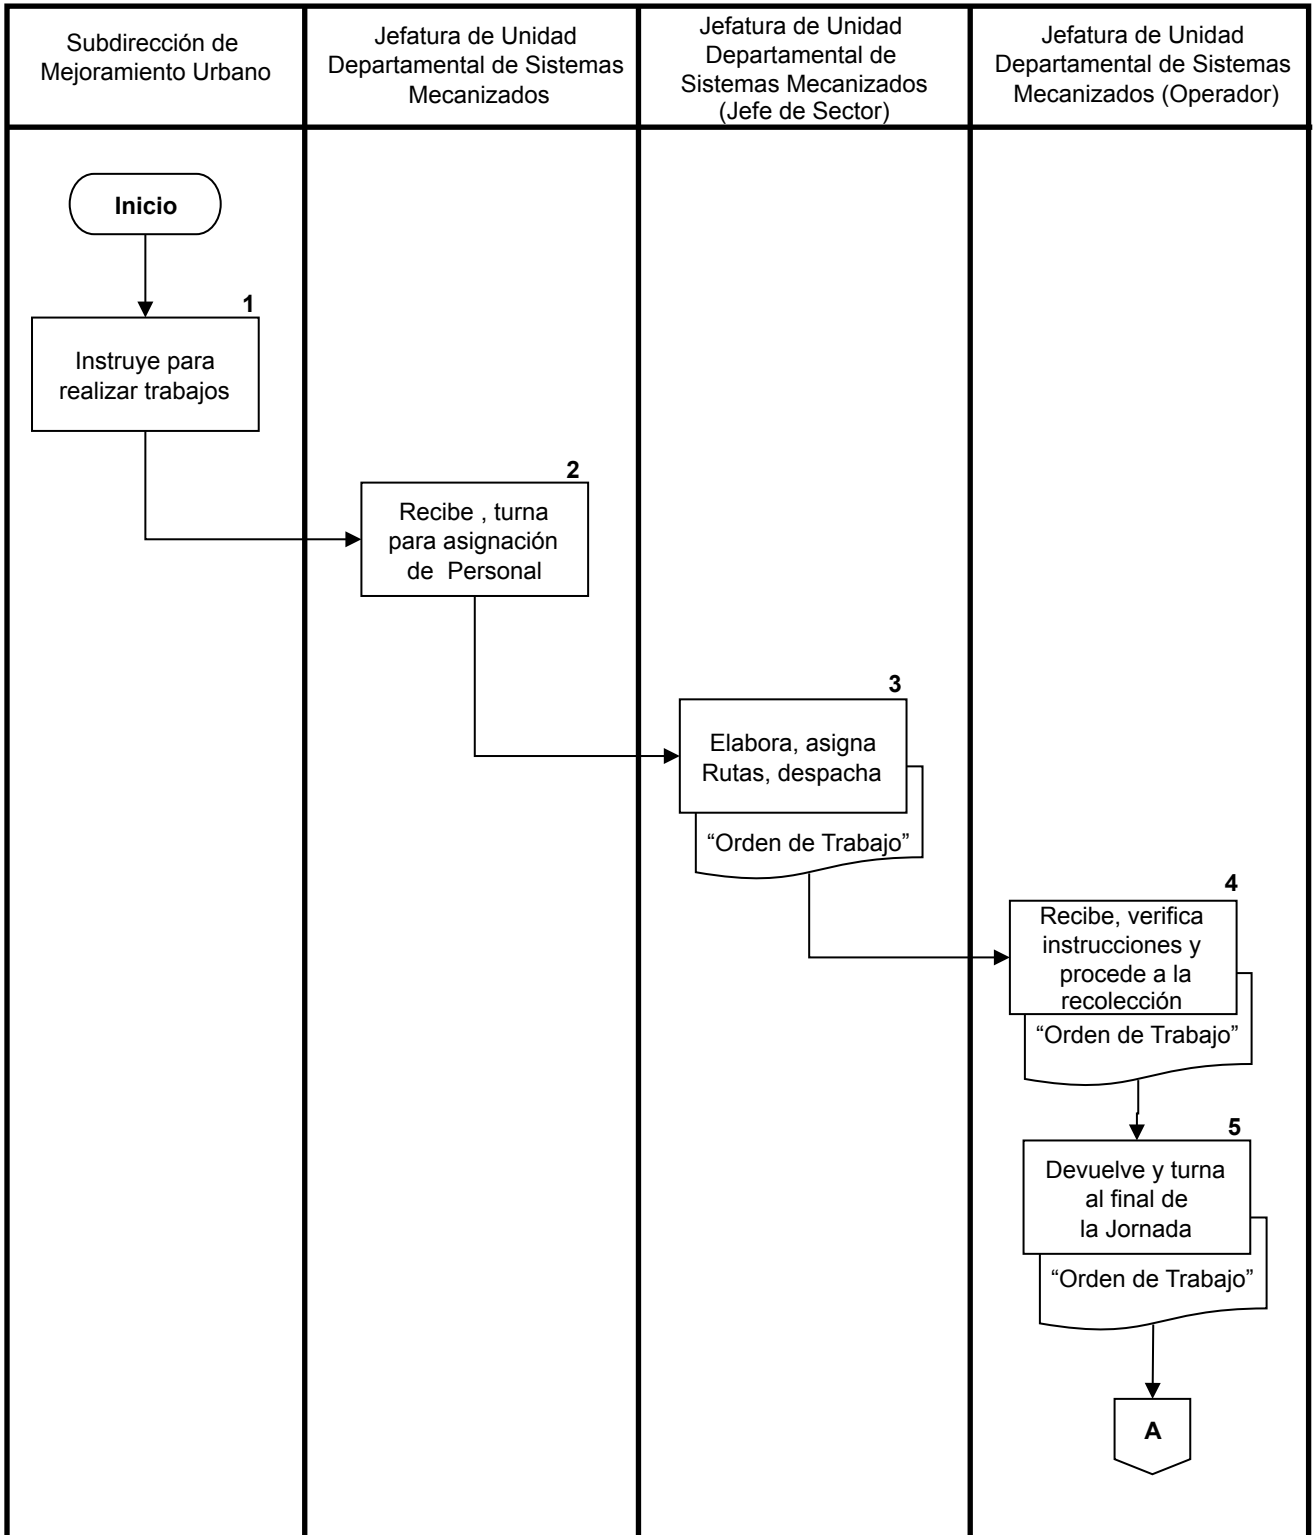 Subdirección de
Mejoramiento Urbano
Jefatura de Unidad
Departamental de Sistemas
Mecanizados
Jefatura de Unidad
Departamental de
Sistemas Mecanizados
(Jefe de Sector)
Jefatura de Unidad
Departamental de Sistemas
Mecanizados (Operador)
Inicio
1
Instruye para
realizar trabajos
2
Recibe , turna
para asignación
de Personal
3
Elabora, asigna
Rutas, despacha
“Orden de Trabajo”
4
Recibe, verifica
instrucciones y
procede a la
recolección
“Orden de Trabajo”
5
Devuelve y turna
al final de
la Jornada
“Orden de Trabajo”
A